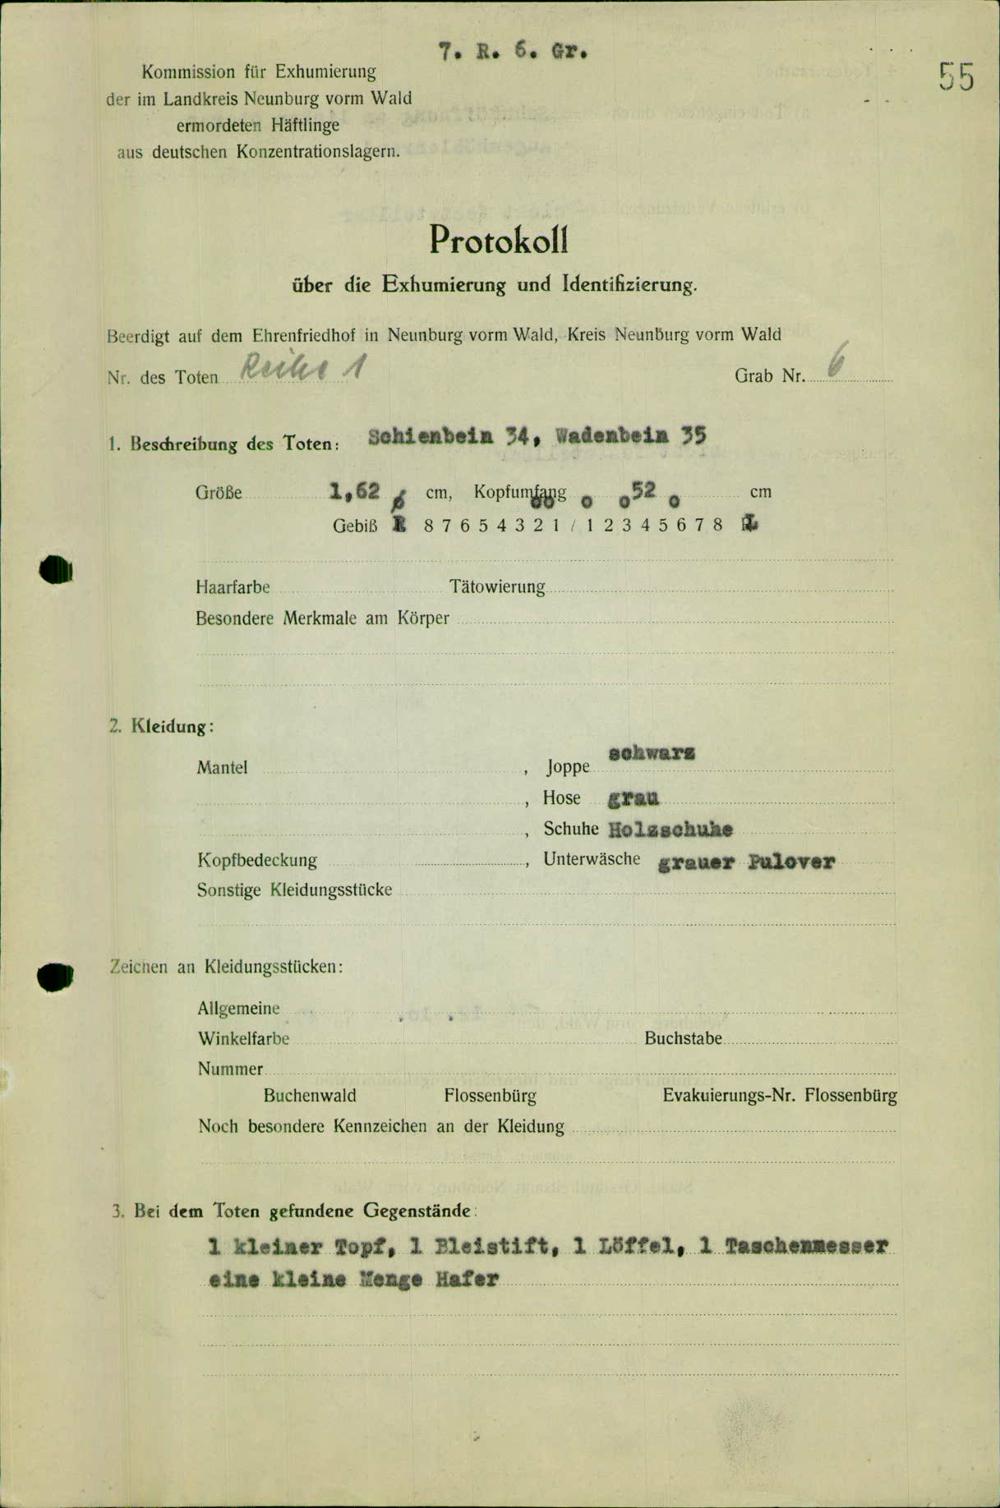 7. R. 6. Gr.
55
Kommission für Exhumierung
der im Landkreis Neunburg vorm Wald
ermordeten Häftlinge
aus deutschen Konzentrationslagern.
Protokoll
über die Exhumierung und Identifizierung.
Beerdigt auf dem Ehrenfriedhof in Neunburg vorm Wald, Kreis Neunburg vorm Wald
Nr. des Toten Reihe 1 Grab Nr. 6
1. Beschreibung des Toten: Schienbein 34, Wadenbein 35
Größe 1,62 cm, Kopfumfang 52 cm
Gebiß R 8 7 6 5 4 3 2 1 / 1 2 3 4 5 6 7 8 L
Haarfarbe Tätowierung
Besondere Merkmale am Körper
2. Kleidung:
Mantel , Joppe schwarz
, Hose grau
, Schuhe Holzschuhe
Kopfbedeckung , Unterwäsche grauer Pulover
Sonstige Kleidungsstücke
Zeichen an Kleidungsstücken:
Allgemeine
Winkelfarbe Buchstabe
Nummer
Buchenwald Flossenbürg Evakuierungs-Nr. Flossenbürg
Noch besondere Kennzeichen an der Kleidung
3. Bei dem Toten gefundene Gegenstände:
1 kleiner Topf, 1 Bleistift, 1 Löffel, 1 Taschenmesser
eine kleine Menge Hafer